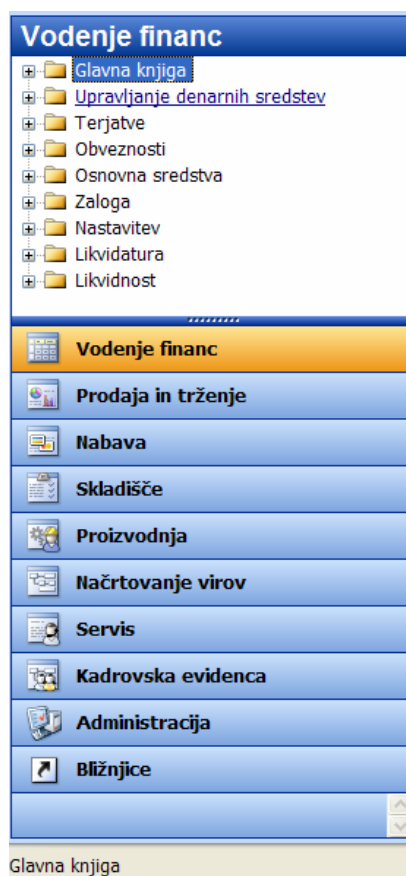 Vodenje financ
Glavna knjiga
Upravljanje denarnih sredstev
Terjatve
Obveznosti
Osnovna sredstva
Zaloga
Nastavitev
Likvidatura
Likvidnost
Vodenje financ
Prodaja in trženje
Nabava
Skladišče
Proizvodnja
Načrtovanje virov
Servis
Kadrovska evidenca
Administracija
Bližnjice
Glavna knjiga